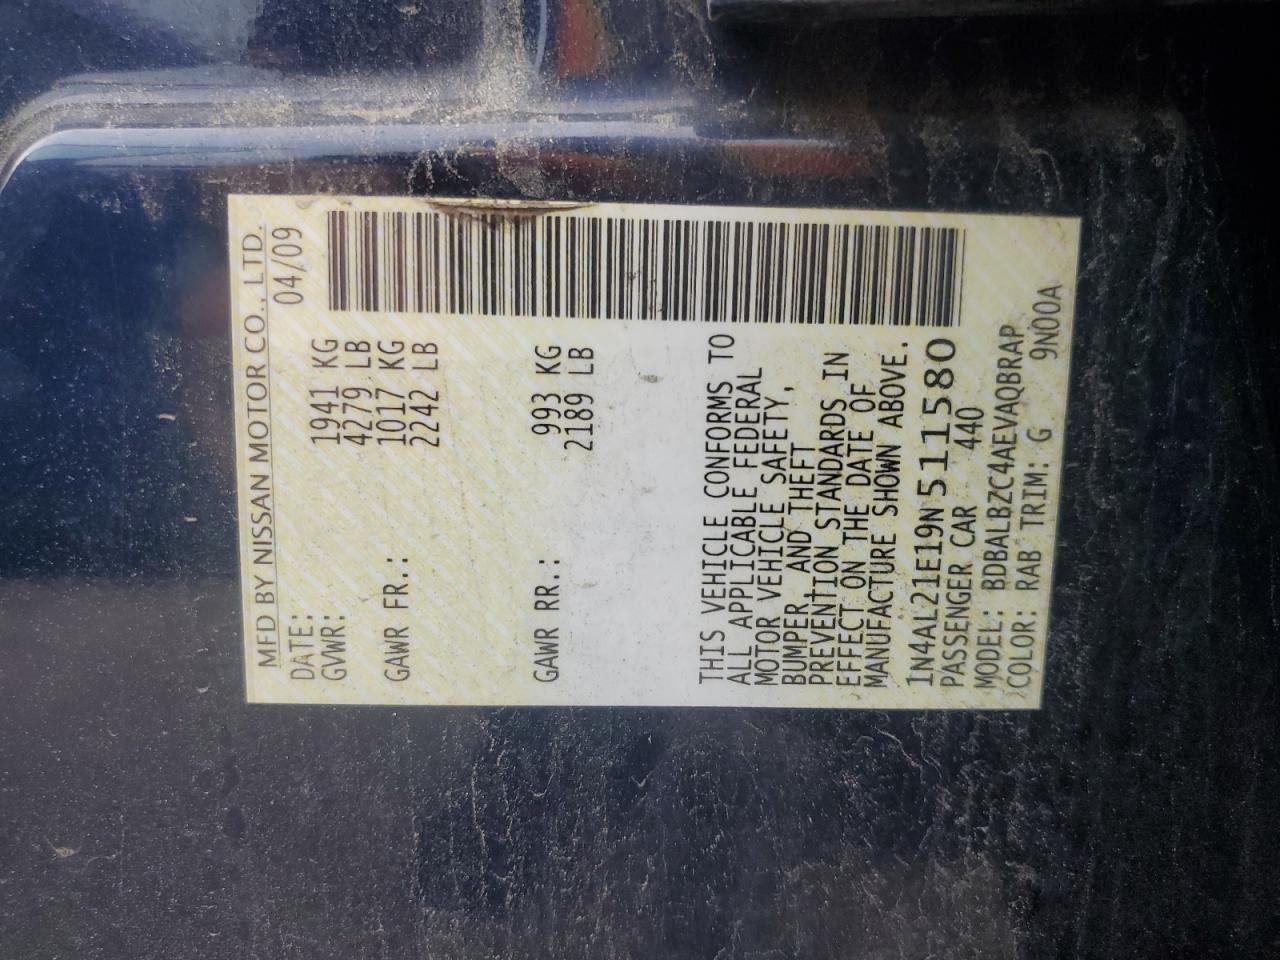 MFD BY NISSAN MOTOR CO., LTD.
DATE: 04/09
GVWR: 1941 KG
4279 LB
GAWR FR.: 1017 KG
2242 LB
GAWR RR.: 993 KG
2189 LB
THIS VEHICLE CONFORMS TO
ALL APPLICABLE FEDERAL
MOTOR VEHICLE SAFETY,
BUMPER, AND THEFT
PREVENTION STANDARDS IN
EFFECT ON THE DATE OF
MANUFACTURE SHOWN ABOVE.
1N4AL21E19N511580
PASSENGER CAR 440
MODEL: BDBALBZC4AEVAQBRAP
COLOR: RAB TRIM: G 9N00A